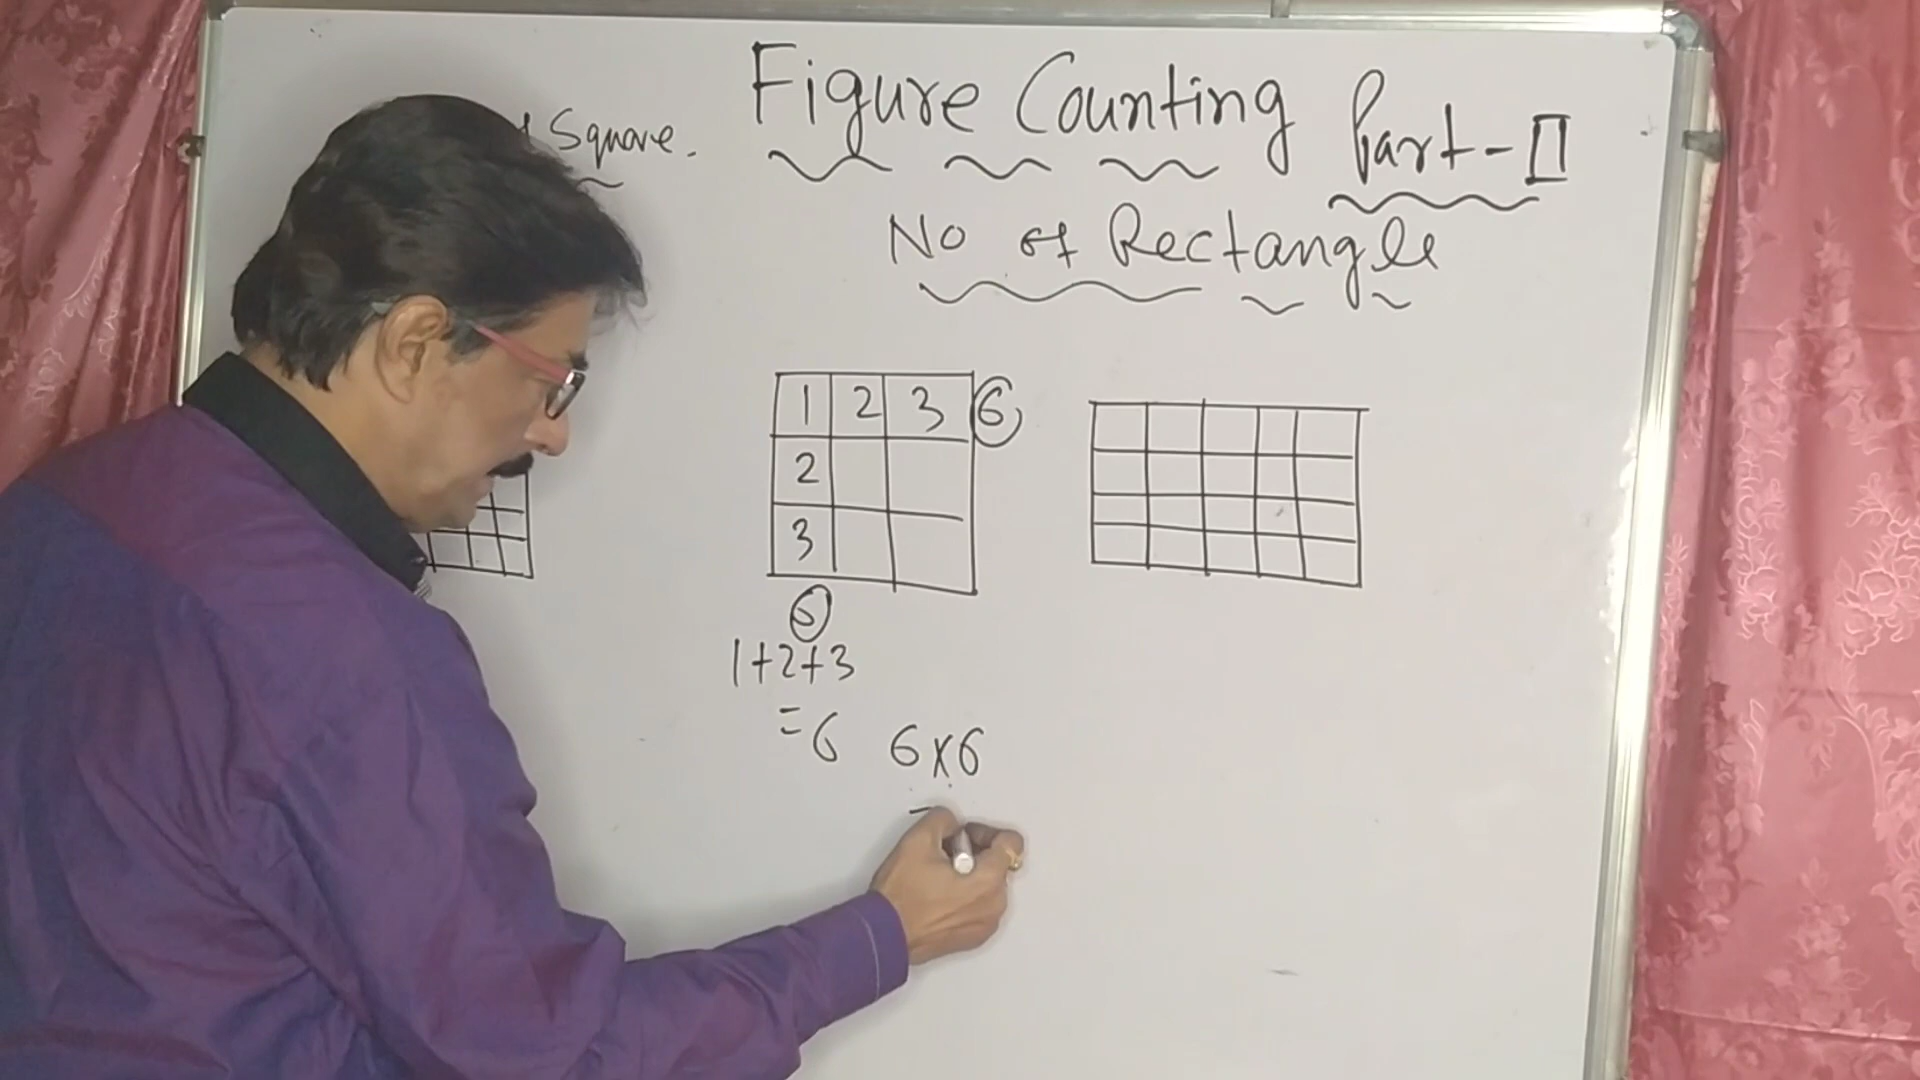 Square.
Figure Counting Part-II
No of Rectangle
1 2 3 6
2
3
6
1+2+3
=6 6x6